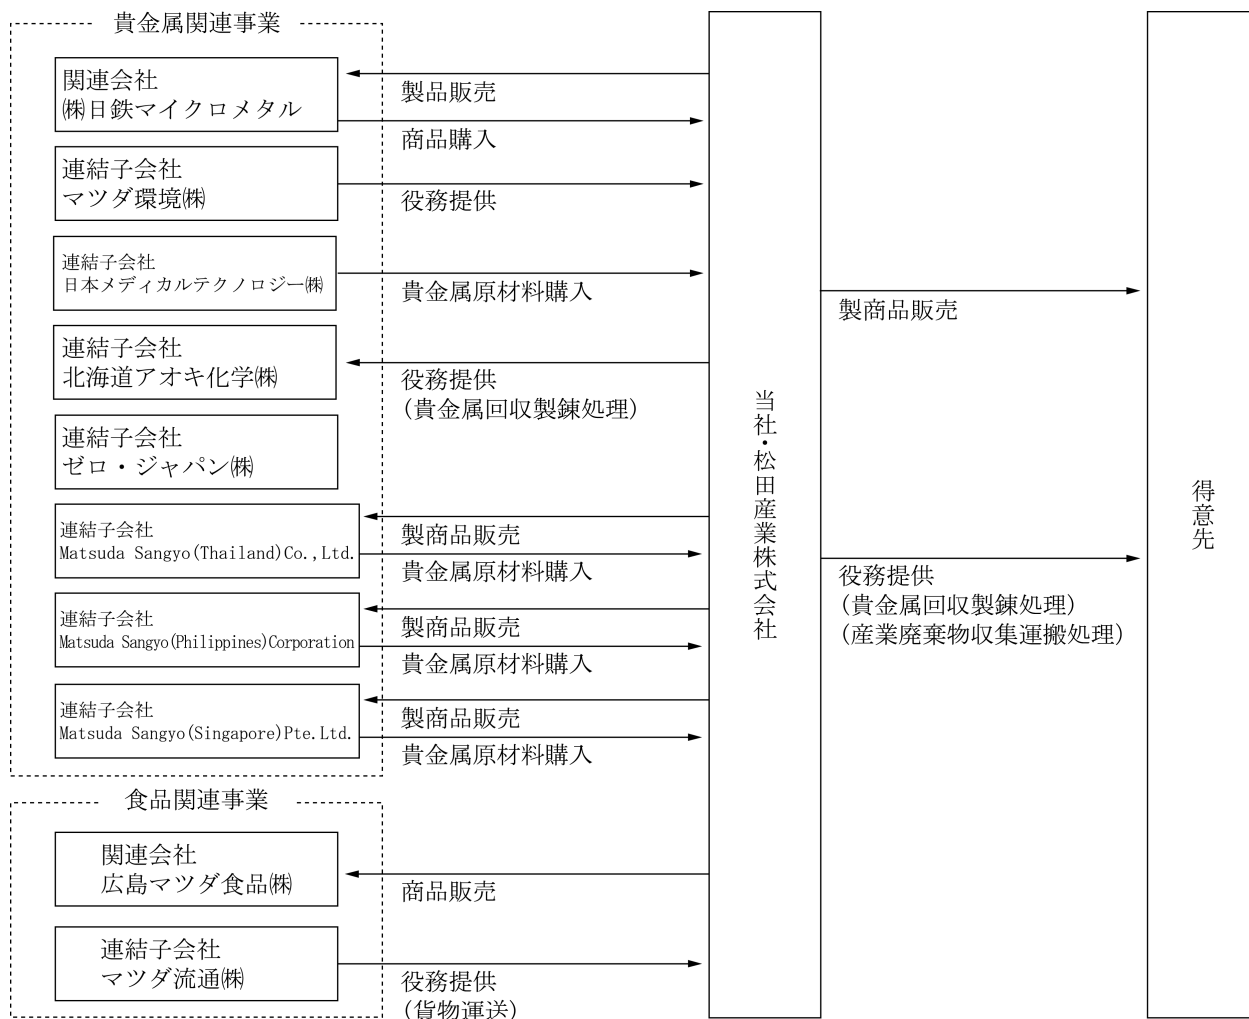 貴金属関連事業
関連会社
㈱日鉄マイクロメタル
製品販売
商品購入
連結子会社
マツダ環境㈱
役務提供
連結子会社
日本メディカルテクノロジー㈱
貴金属原材料購入
連結子会社
北海道アオキ化学㈱
役務提供
(貴金属回収製錬処理)
連結子会社
ゼロ・ジャパン㈱
連結子会社
Matsuda Sangyo(Thailand)Co.,Ltd.
製商品販売
貴金属原材料購入
連結子会社
Matsuda Sangyo(Philippines)Corporation
製商品販売
貴金属原材料購入
連結子会社
Matsuda Sangyo(Singapore)Pte.Ltd.
製商品販売
貴金属原材料購入
食品関連事業
関連会社
広島マツダ食品㈱
商品販売
連結子会社
マツダ流通㈱
役務提供
(貨物運送)
当社・松田産業株式会社
製商品販売
役務提供
(貴金属回収製錬処理)
(産業廃棄物収集運搬処理)
得意先